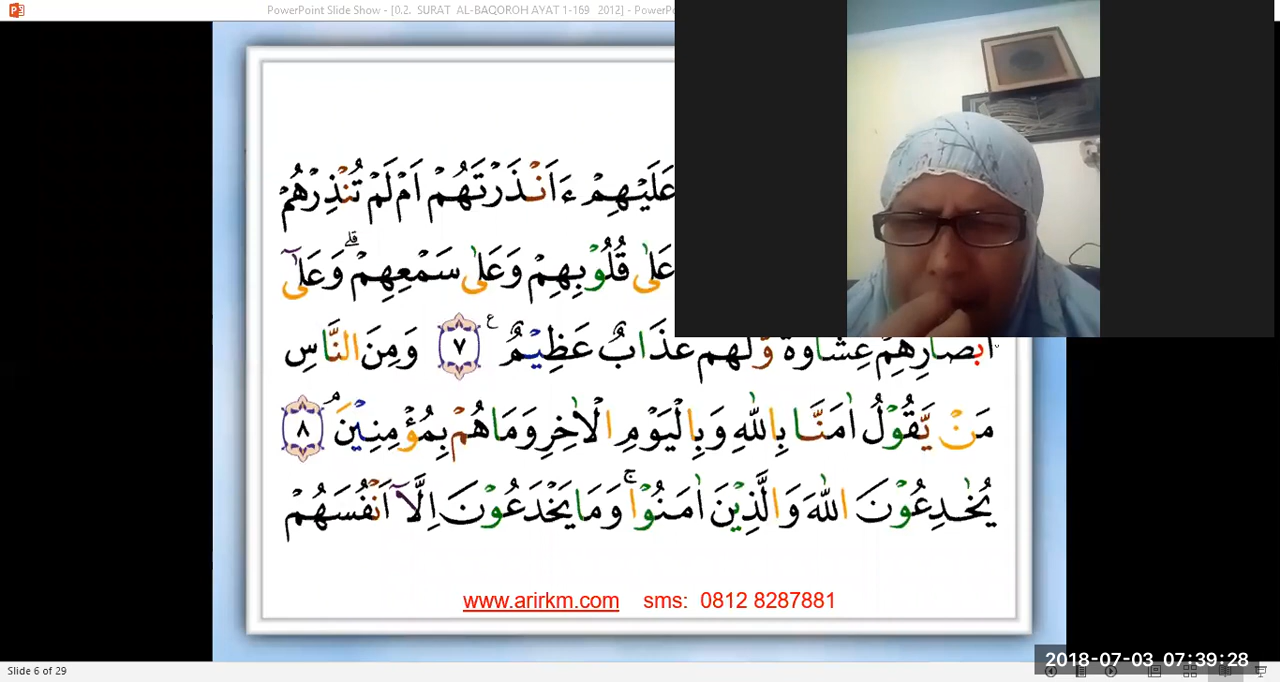 PowerPoint Slide Show - [0.2. SURAT AL-BAQOROH AYAT 1-169 2012] - PowerP
عَلَيْهِمْ ءَاَنْذَرْتَهُمْ اَمْ لَمْ تُنْذِرْهُمْ
عَلٰى قُلُوْبِهِمْ وَعَلٰى سَمْعِهِمْ ۗ وَعَلٰٓى
اَبْصَارِهِمْ غِشَاوَةٌ وَّلَهُمْ عَذَابٌ عَظِيْمٌ ࣖ ٧ وَمِنَ النَّاسِ
مَنْ يَّقُوْلُ اٰمَنَّا بِاللّٰهِ وَبِالْيَوْمِ الْاٰخِرِ وَمَا هُمْ بِمُؤْمِنِيْنَۘ ٨
يُخٰدِعُوْنَ اللّٰهَ وَالَّذِيْنَ اٰمَنُوْا ۚ وَمَا يَخْدَعُوْنَ اِلَّآ اَنْفُسَهُمْ
www.arirkm.com sms: 0812 8287881
2018-07-03 07:39:28
Slide 6 of 29